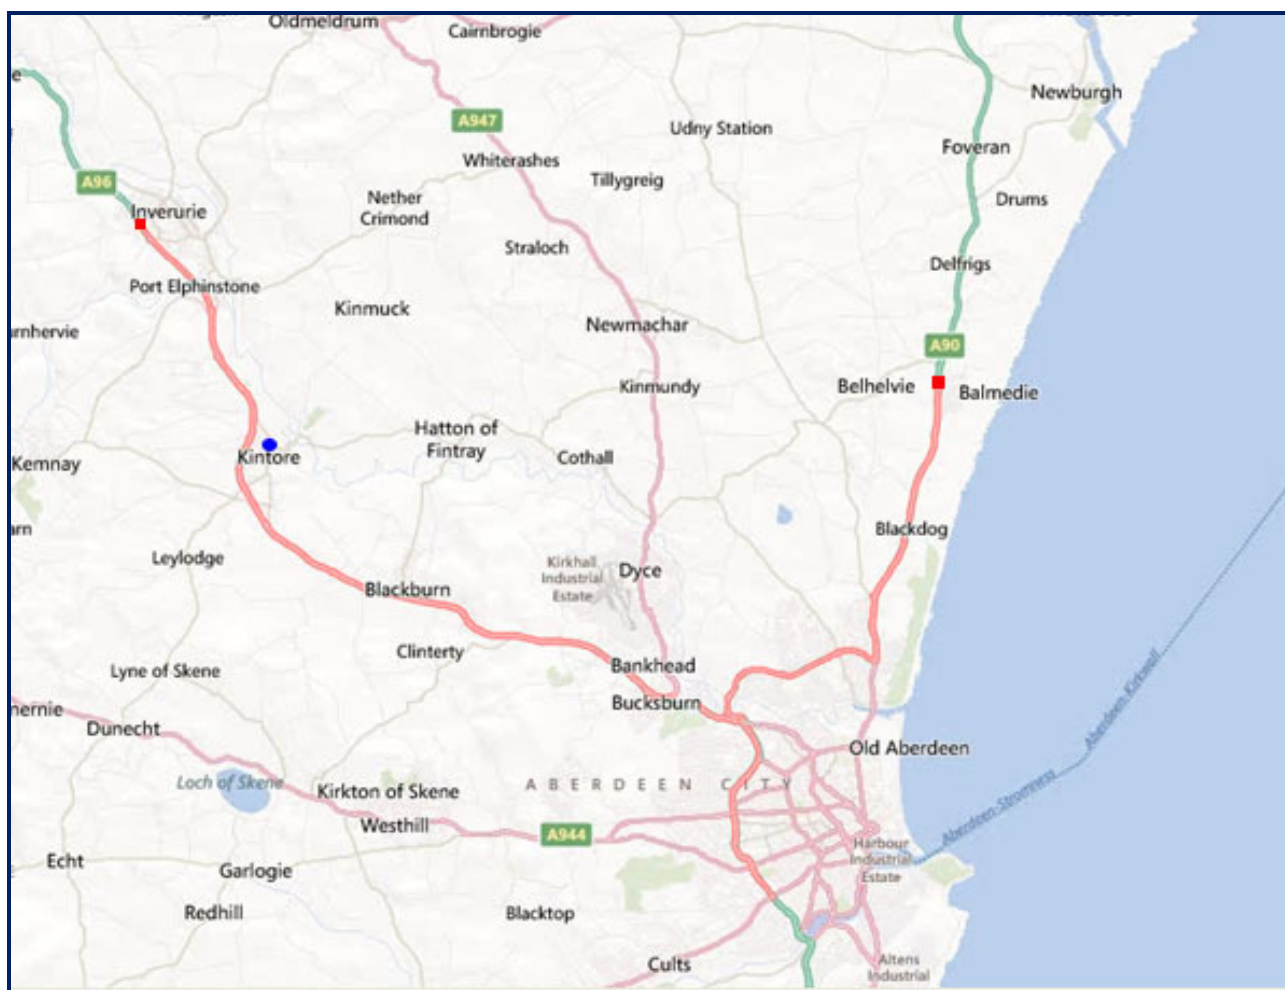 Oldmeldrum
Cairnbrogie
Newburgh
A947
Udny Station
Foveran
Whiterashes
Tillygreig
A96
Nether
Crimond
Drums
Inverurie
Straloch
Delfrigs
Port Elphinstone
Kinmuck
Newmachar
rnhervie
A90
Belhelvie
Balmedie
Kinmundy
Hatton of
Fintray
Kintore
Cothall
Kemnay
Blackdog
Leylodge
Kirkhall
Industrial
Estate
Dyce
Blackburn
Clinterty
Bankhead
Lyne of Skene
Bucksburn
Dunecht
Old Aberdeen
Loch of Skene
ABERDEEN CITY
Kirkton of Skene
Westhill
A944
Aberdeen-Kirkwall
Aberdeen-Stromness
Harbour
Industrial
Estate
Echt
Garlogie
Redhill
Blacktop
Cults
Altens
Industrial